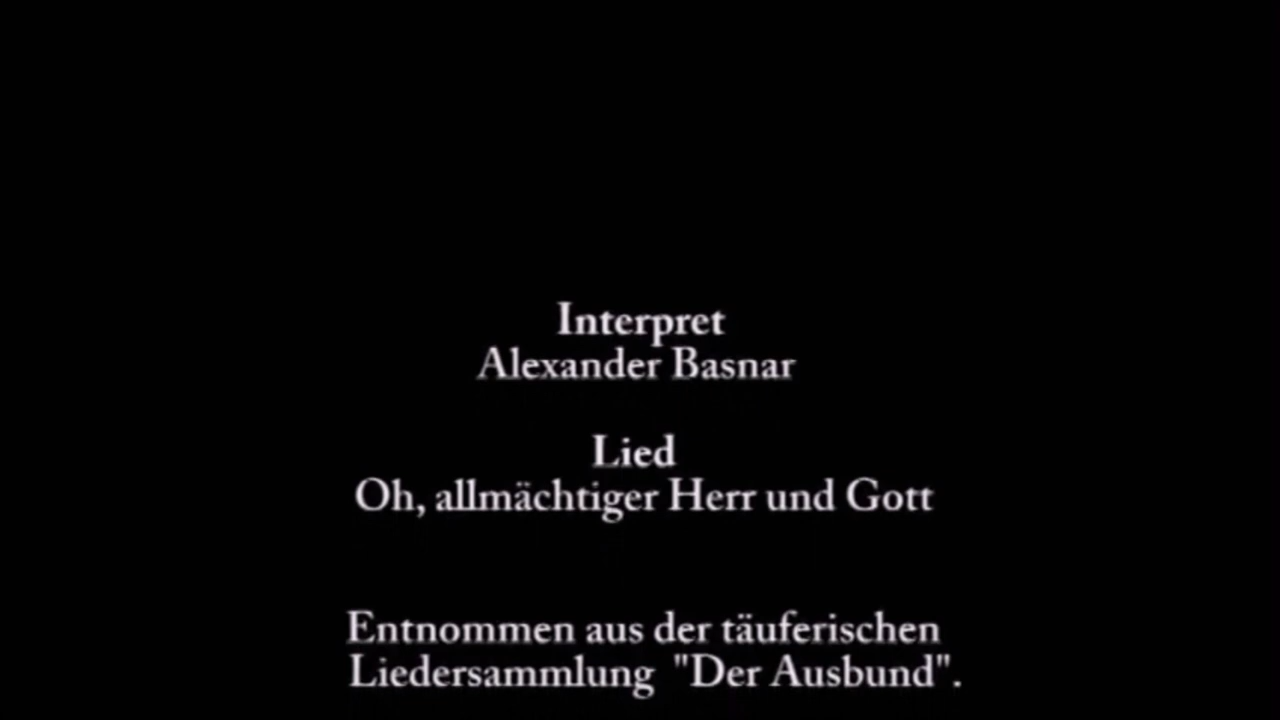 Interpret
Alexander Basnar
Lied
Oh, allmächtiger Herr und Gott
Entnommen aus der täuferischen
Liedersammlung "Der Ausbund".